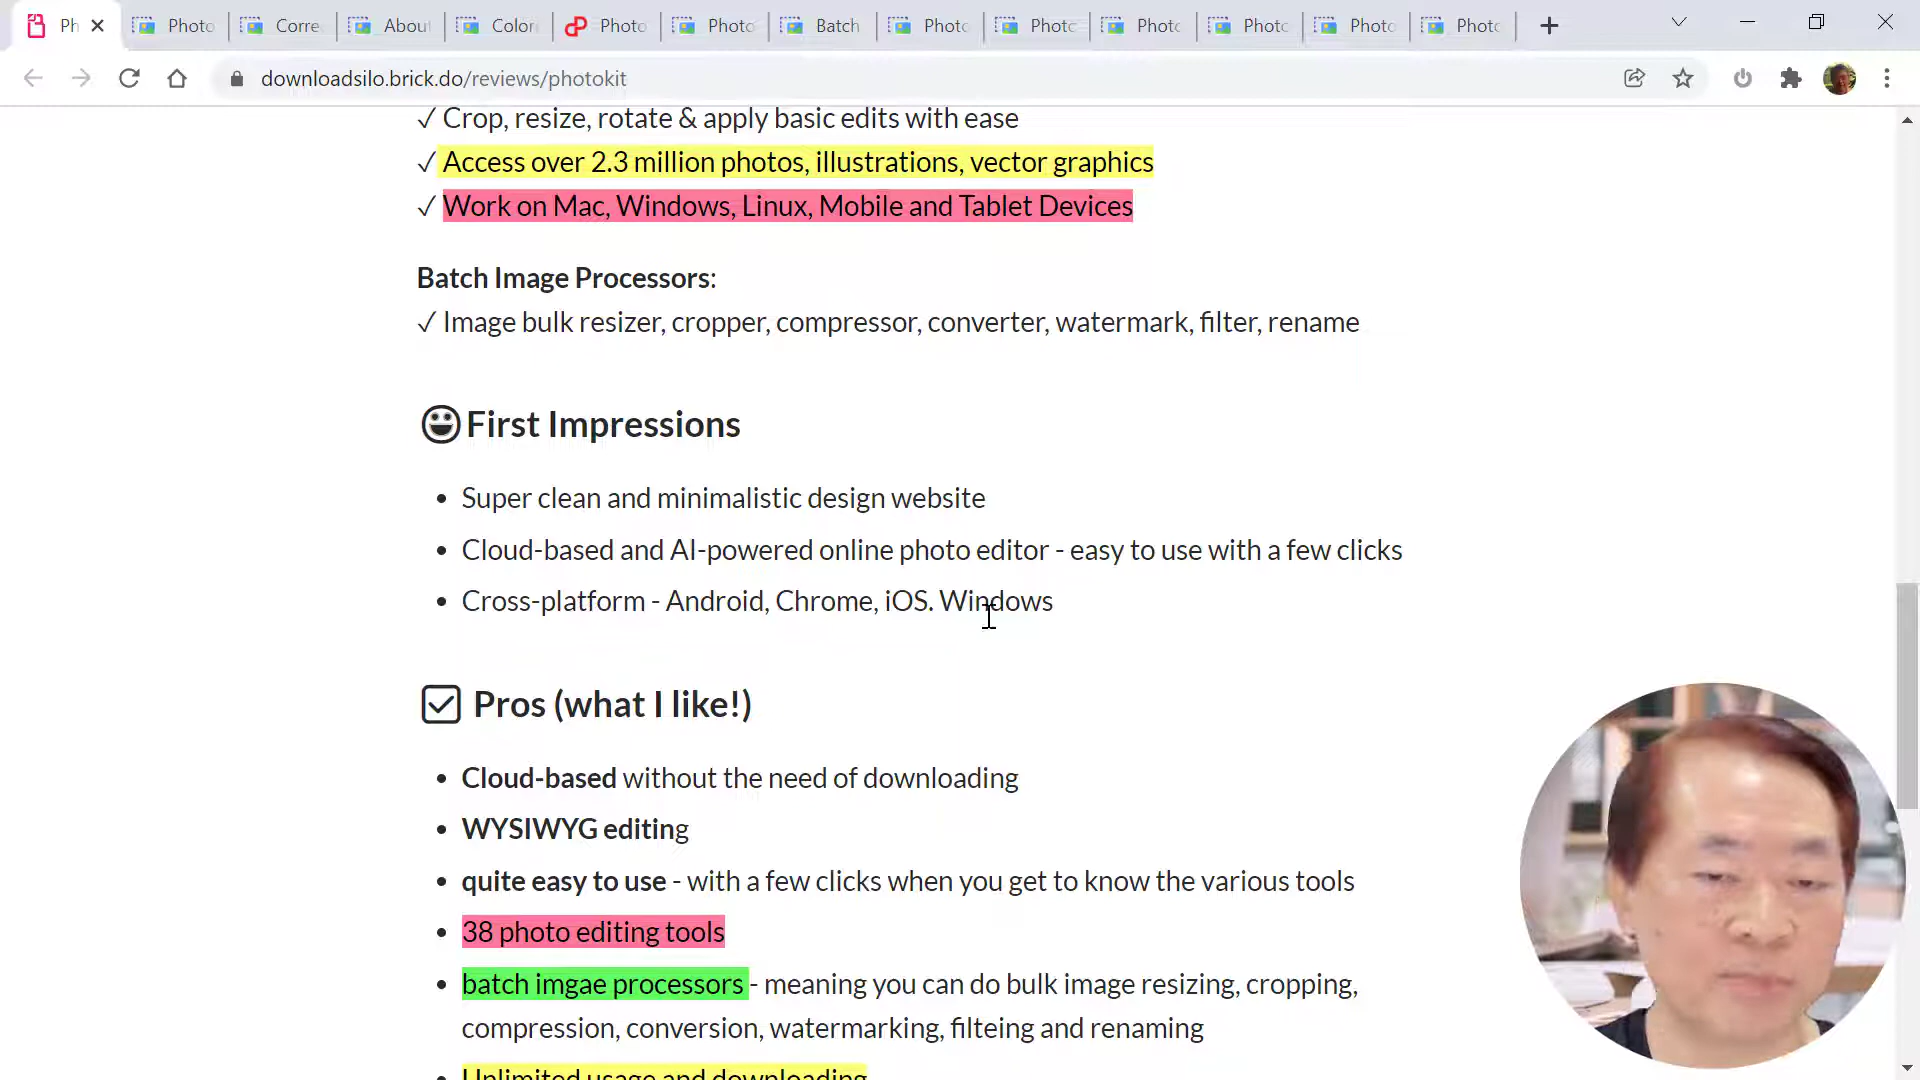 Ph
Photo
Corre
About
Color
Photo
Photo
Batch
Photo
Photo
Photo
Photo
Photo
Photo
downloadsilo.brick.do/reviews/photokit
✓ Crop, resize, rotate & apply basic edits with ease
✓ Access over 2.3 million photos, illustrations, vector graphics
✓ Work on Mac, Windows, Linux, Mobile and Tablet Devices
Batch Image Processors:
✓ Image bulk resizer, cropper, compressor, converter, watermark, filter, rename
First Impressions
• Super clean and minimalistic design website
• Cloud-based and AI-powered online photo editor - easy to use with a few clicks
• Cross-platform - Android, Chrome, iOS. Windows
Pros (what I like!)
• Cloud-based without the need of downloading
• WYSIWYG editing
• quite easy to use - with a few clicks when you get to know the various tools
• 38 photo editing tools
• batch imgae processors - meaning you can do bulk image resizing, cropping,
compression, conversion, watermarking, filteing and renaming
• Unlimited usage and downloading